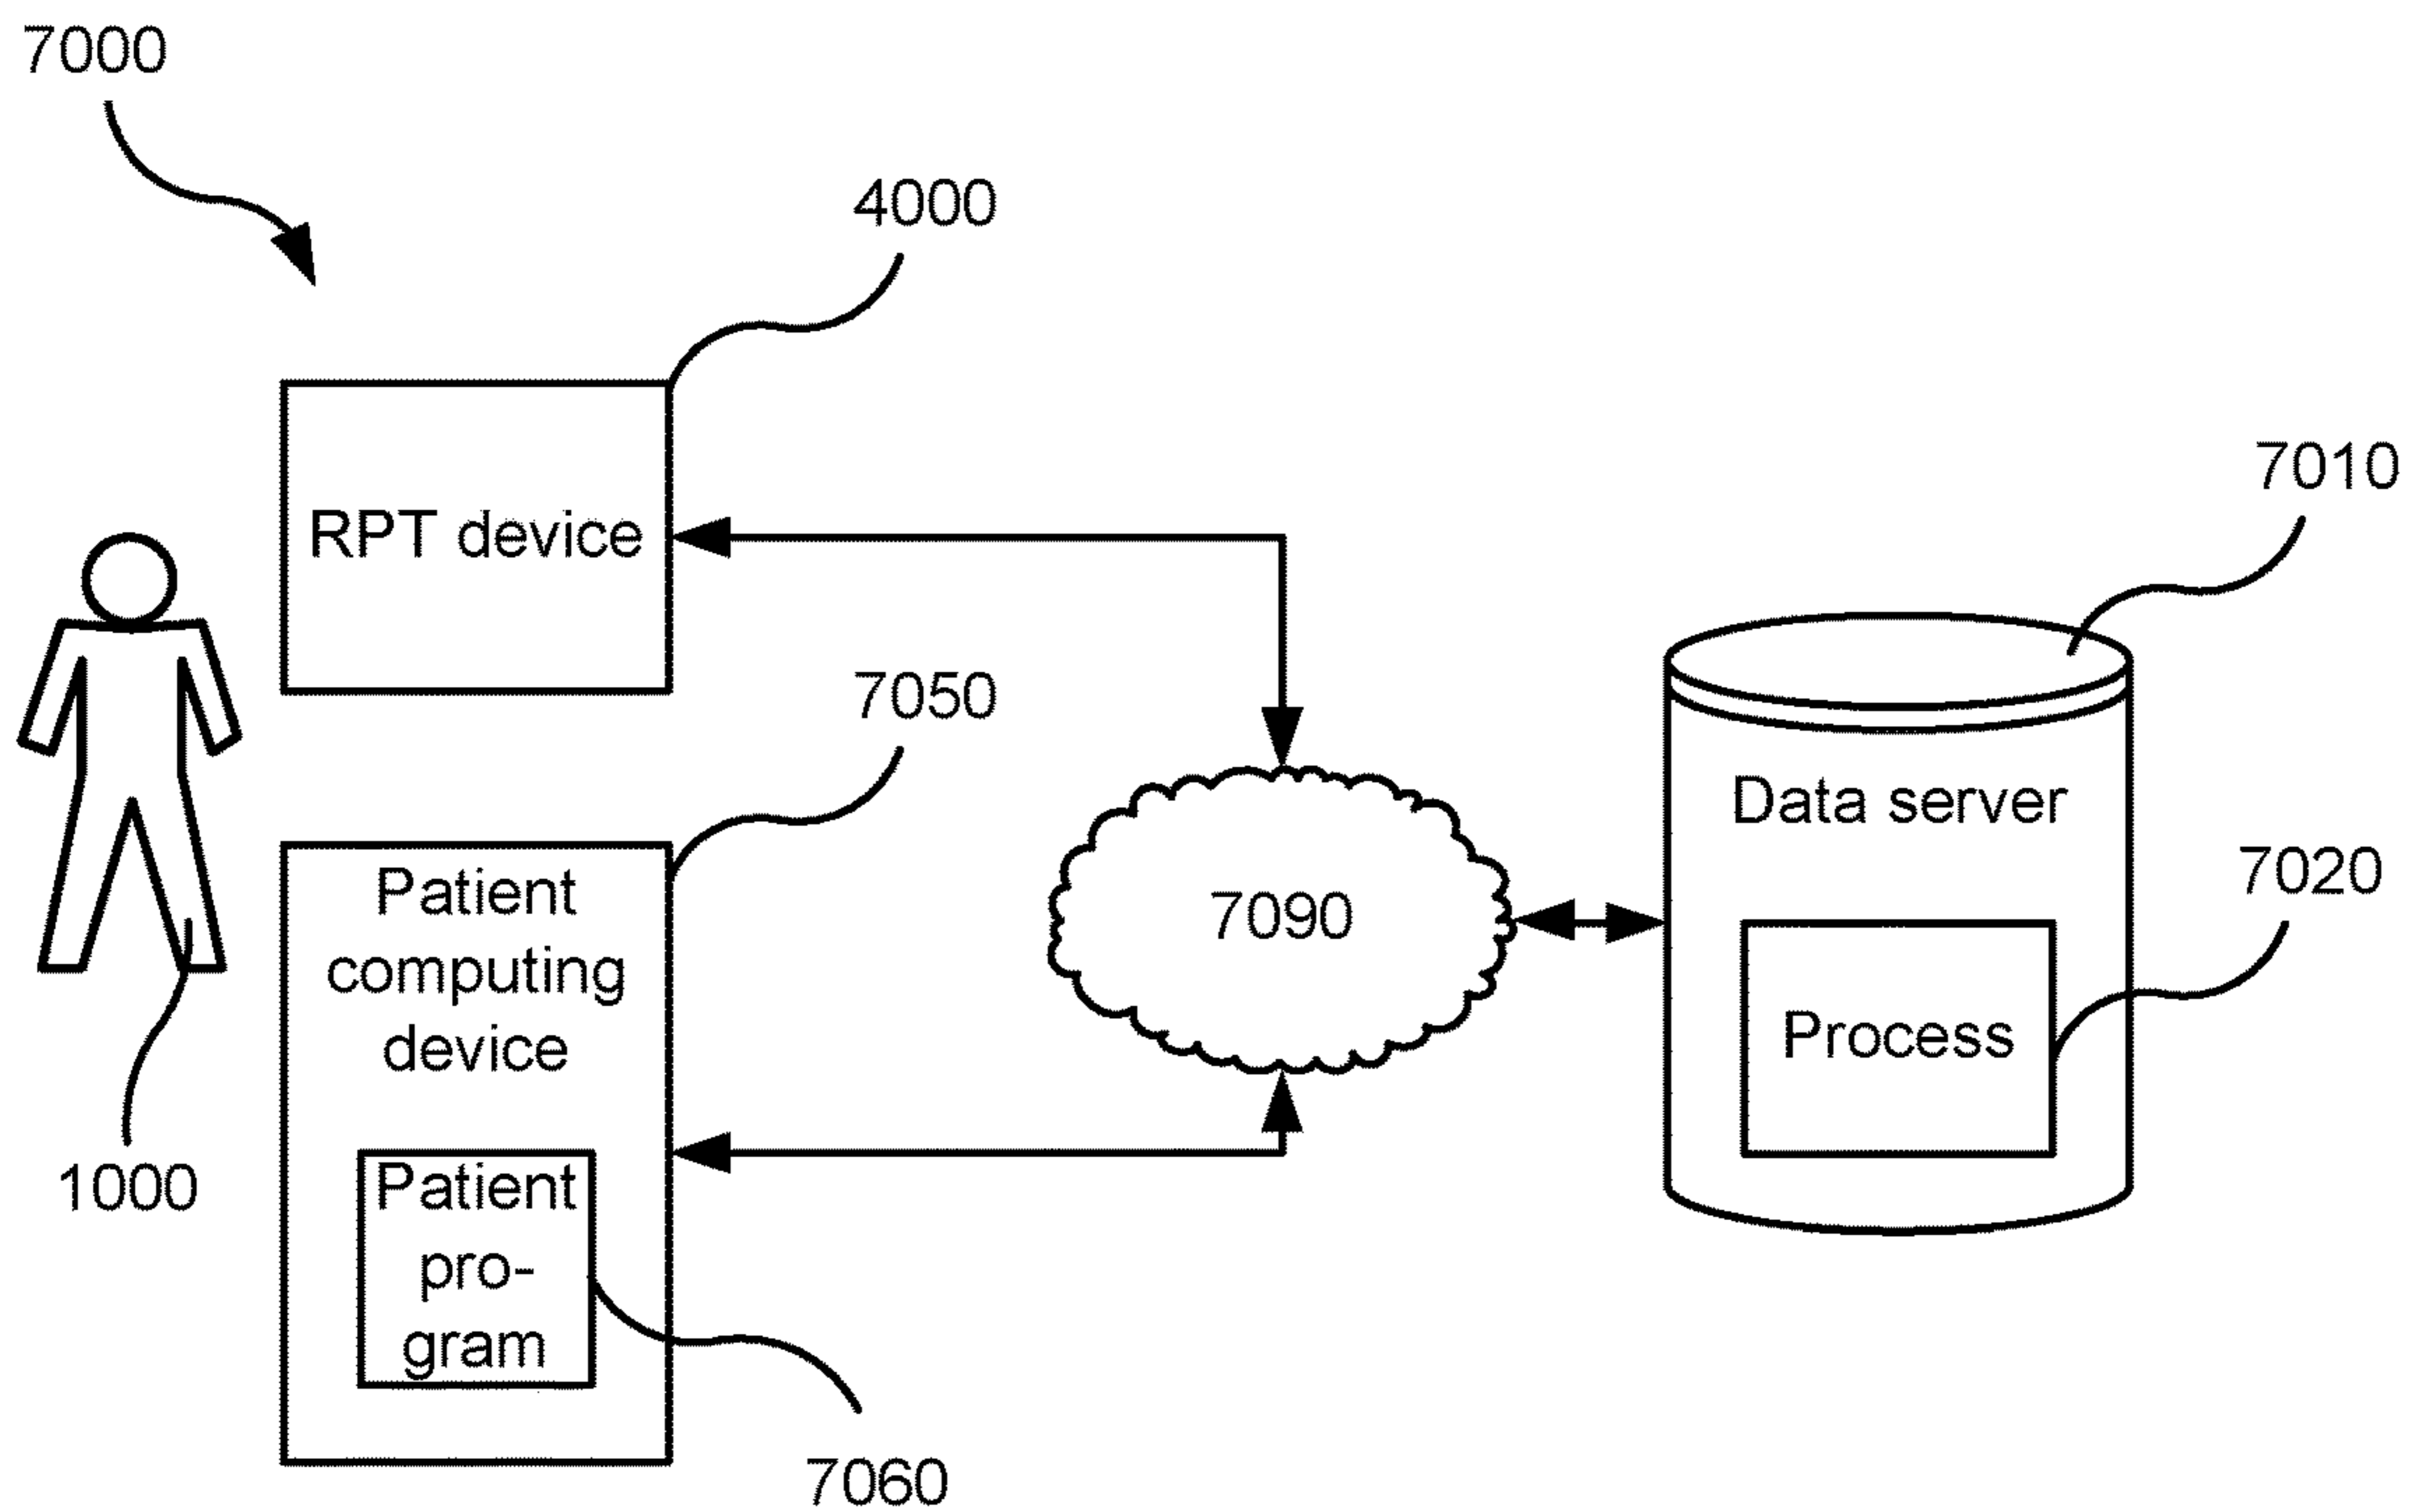 7000
4000
RPT device
7010
7050
Data server
Patient
computing
device
7090
7020
Process
1000
Patient
pro-
gram
7060